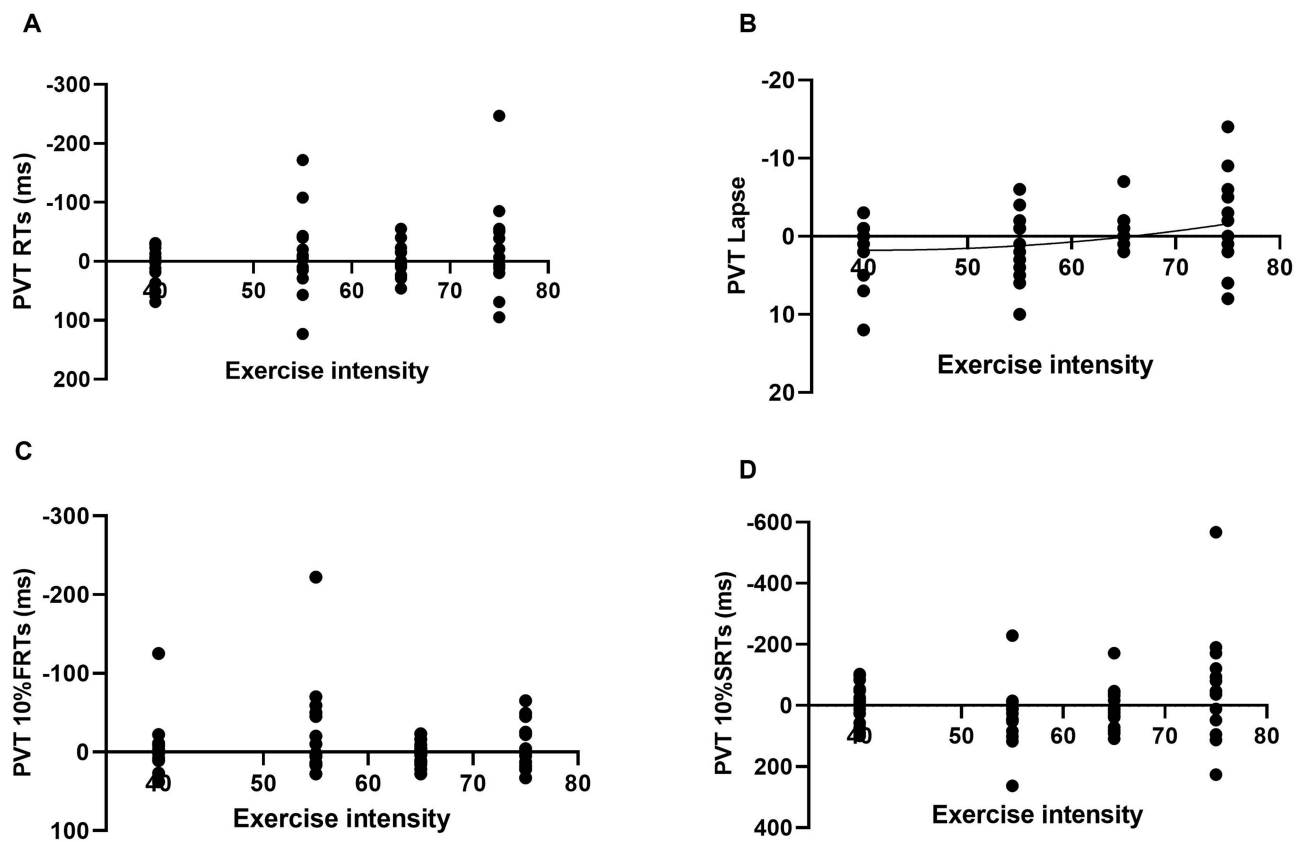 A
-300
-200
-100
0
100
200
PVT RTs (ms)
40 50 60 70 80
Exercise intensity
B
-20
-10
0
10
20
PVT Lapse
40 50 60 70 80
Exercise intensity
C
-300
-200
-100
0
100
PVT 10%FRTs (ms)
40 50 60 70 80
Exercise intensity
D
-600
-400
-200
0
200
400
PVT 10%SRTs (ms)
40 50 60 70 80
Exercise intensity